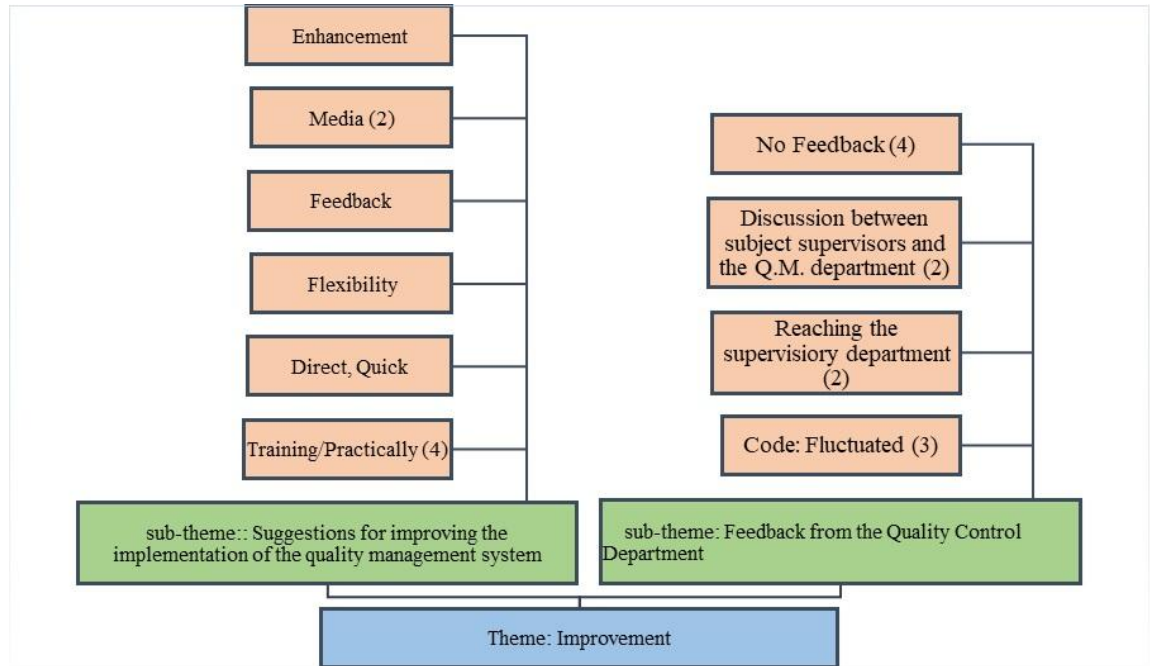 Enhancement
Media (2)
Feedback
Flexibility
Direct, Quick
Training/Practically (4)
sub-theme:: Suggestions for improving the
implementation of the quality management system
No Feedback (4)
Discussion between
subject supervisors and
the Q.M. department (2)
Reaching the
supervisiory department
(2)
Code: Fluctuated (3)
sub-theme: Feedback from the Quality Control
Department
Theme: Improvement